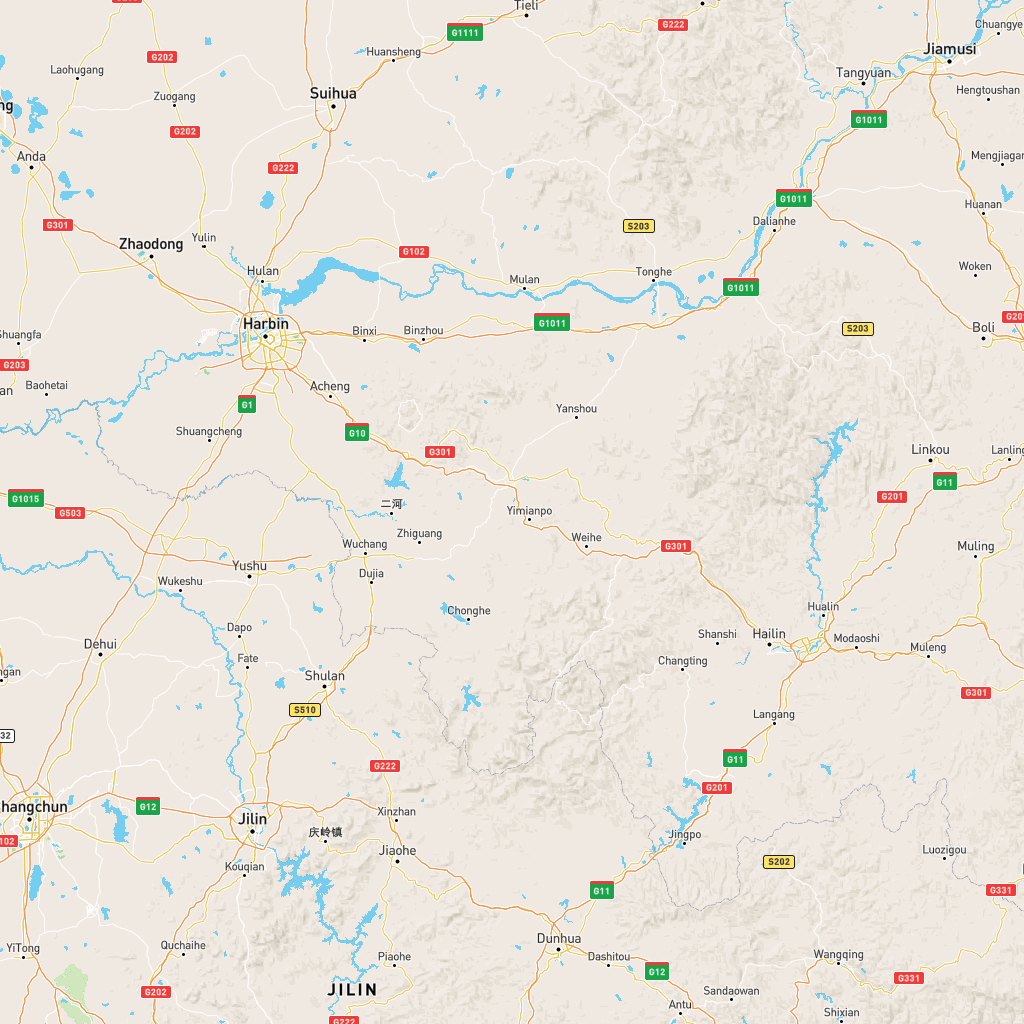 Tieli
G222
Chuangye
G1111
Jiamusi
Huansheng
G202
Laohugang
Tangyuan
Suihua
Zuogang
Hengtoushan
G1011
G202
Anda
Mengjiagan
G222
G1011
Huanan
G301
S203
Dalianhe
Yulin
Zhaodong
G102
Hulan
Mulan
Tonghe
Woken
G1011
Harbin
Binxi
Binzhou
G1011
S203
Boli
Shuangfa
G203
Baohetai
Acheng
G1
Yanshou
Shuangcheng
G10
G301
Linkou
Lanling
G11
G1015
G503
二河
G201
Yimianpo
Zhiguang
Weihe
G301
Wuchang
Muling
Yushu
Dujia
Wukeshu
Chonghe
Hualin
Dapo
Shanshi
Hailin
Modaoshi
Dehui
Fate
Changting
Muleng
Shulan
G301
S510
Langang
32
G222
G11
G201
hangchun
G12
Jilin
Xinzhan
庆岭镇
Jingpo
G102
Jiaohe
Luozigou
S202
Kouqian
G11
G331
Quchaihe
Dunhua
YiTong
Piaohe
Dashitou
G12
Wangqing
G331
G202
JILIN
Sandaowan
Antu
Shixian
G222